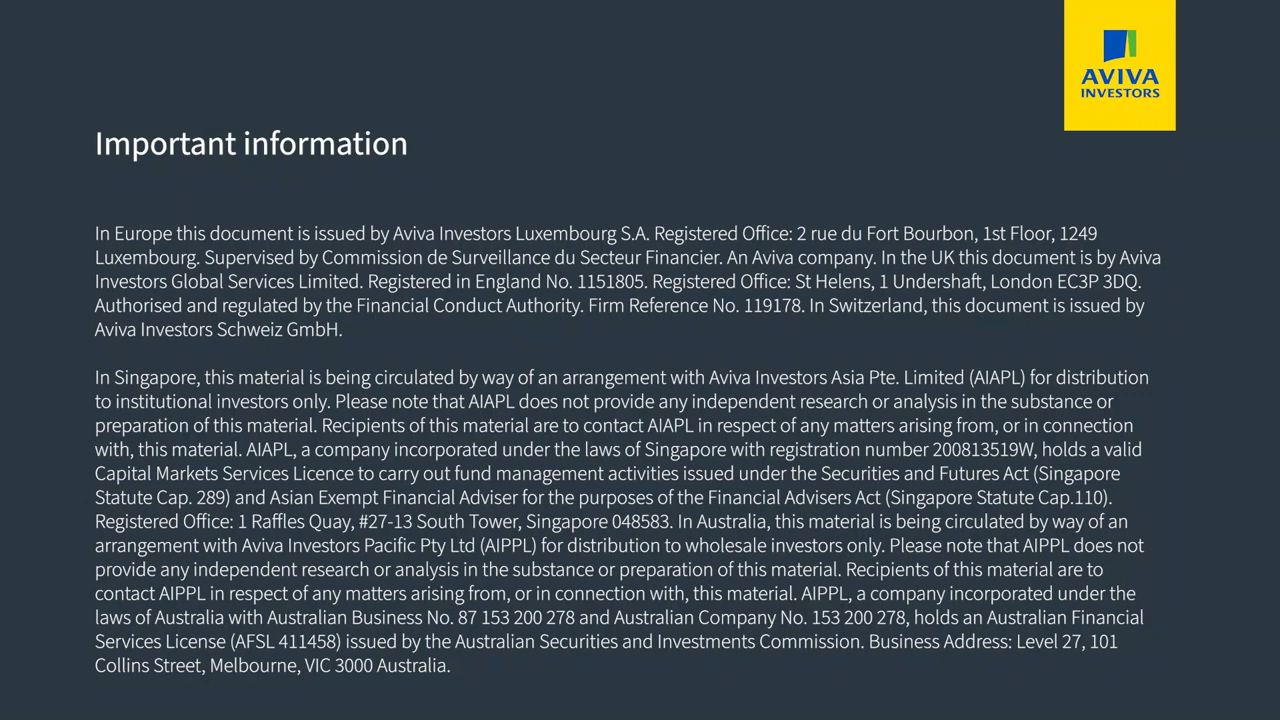 AVIVA
INVESTORS
Important information
In Europe this document is issued by Aviva Investors Luxembourg S.A. Registered Office: 2 rue du Fort Bourbon, 1st Floor, 1249
Luxembourg. Supervised by Commission de Surveillance du Secteur Financier. An Aviva company. In the UK this document is by Aviva
Investors Global Services Limited. Registered in England No. 1151805. Registered Office: St Helens, 1 Undershaft, London EC3P 3DQ.
Authorised and regulated by the Financial Conduct Authority. Firm Reference No. 119178. In Switzerland, this document is issued by
Aviva Investors Schweiz GmbH.
In Singapore, this material is being circulated by way of an arrangement with Aviva Investors Asia Pte. Limited (AIAPL) for distribution
to institutional investors only. Please note that AIAPL does not provide any independent research or analysis in the substance or
preparation of this material. Recipients of this material are to contact AIAPL in respect of any matters arising from, or in connection
with, this material. AIAPL, a company incorporated under the laws of Singapore with registration number 200813519W, holds a valid
Capital Markets Services Licence to carry out fund management activities issued under the Securities and Futures Act (Singapore
Statute Cap. 289) and Asian Exempt Financial Adviser for the purposes of the Financial Advisers Act (Singapore Statute Cap.110).
Registered Office: 1 Raffles Quay, #27-13 South Tower, Singapore 048583. In Australia, this material is being circulated by way of an
arrangement with Aviva Investors Pacific Pty Ltd (AIPPL) for distribution to wholesale investors only. Please note that AIPPL does not
provide any independent research or analysis in the substance or preparation of this material. Recipients of this material are to
contact AIPPL in respect of any matters arising from, or in connection with, this material. AIPPL, a company incorporated under the
laws of Australia with Australian Business No. 87 153 200 278 and Australian Company No. 153 200 278, holds an Australian Financial
Services License (AFSL 411458) issued by the Australian Securities and Investments Commission. Business Address: Level 27, 101
Collins Street, Melbourne, VIC 3000 Australia.